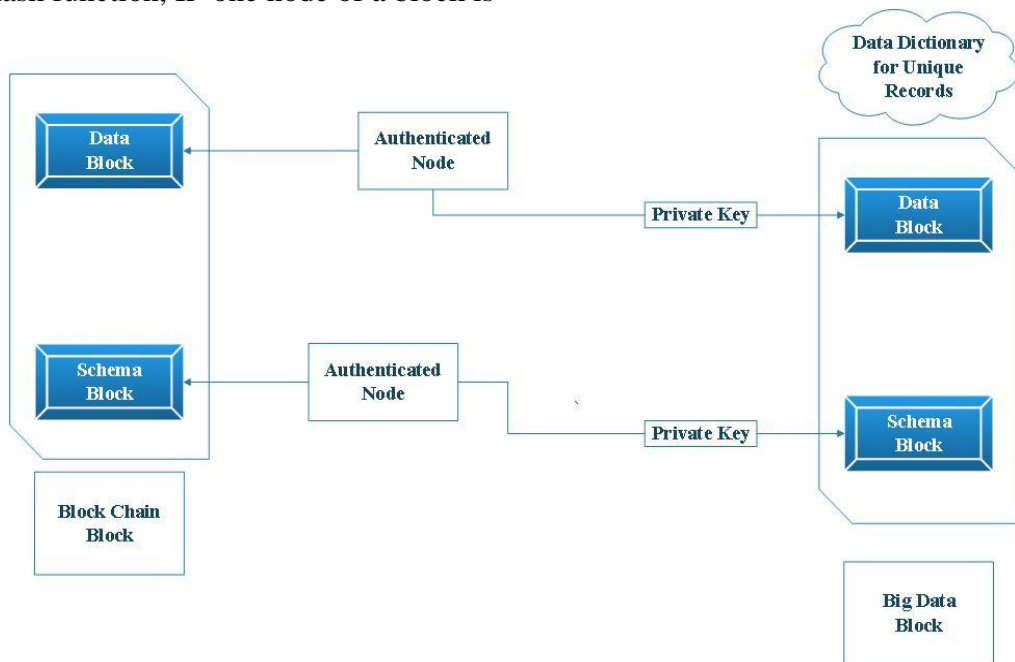 Data Dictionary
for Unique
Records
Data
Block
Authenticated
Node
Data
Block
Private Key
Schema
Block
Authenticated
Node
Schema
Block
Private Key
Block Chain
Block
Big Data
Block